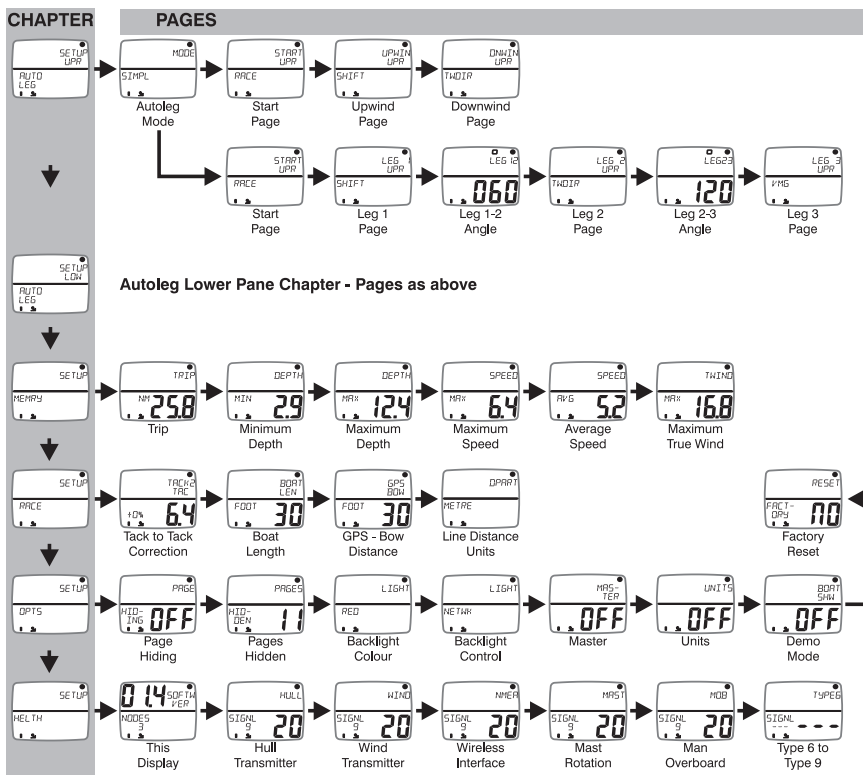 CHAPTER PAGES
SETUP UPR AUTO LEG
MODE SIMPL
START UPR RACE
UPWIN UPR SHIFT
DNWIN UPR TWDIR
Autoleg Mode
Start Page
Upwind Page
Downwind Page
START UPR RACE
LEG 1 UPR SHIFT
LEG 12 060
LEG 2 UPR TWDIR
LEG23 120
LEG 3 UPR VMG
Start Page
Leg 1 Page
Leg 1-2 Angle
Leg 2 Page
Leg 2-3 Angle
Leg 3 Page
SETUP LOW AUTO LEG
Autoleg Lower Pane Chapter - Pages as above
SETUP MEMRY
TRIP NM 25.8
DEPTH MIN 2.9
DEPTH MAX 12.4
SPEED MAX 6.4
SPEED AVG 5.2
TWIND MAX 16.8
Trip
Minimum Depth
Maximum Depth
Maximum Speed
Average Speed
Maximum True Wind
SETUP RACE
TACK2 TAC +0% 6.4
BOAT LEN FOOT 30
GPS BOW FOOT 30
DPART METRE
RESET FACT- ORY NO
Tack to Tack Correction
Boat Length
GPS - Bow Distance
Line Distance Units
Factory Reset
SETUP OPTS
PAGE HID- ING OFF
PAGES HID- DEN 11
LIGHT RED
LIGHT NETWK
MAS- TER OFF
UNITS OFF
BOAT SHW OFF
Page Hiding
Pages Hidden
Backlight Colour
Backlight Control
Master
Units
Demo Mode
SETUP HELTH
01.4 SOFTW VER NODES 3
HULL SIGNL 9 20
WIND SIGNL 9 20
NMEA SIGNL 9 20
MAST SIGNL 9 20
MOB SIGNL 9 20
TYPE6 SIGNL --- ---
This Display
Hull Transmitter
Wind Transmitter
Wireless Interface
Mast Rotation
Man Overboard
Type 6 to Type 9